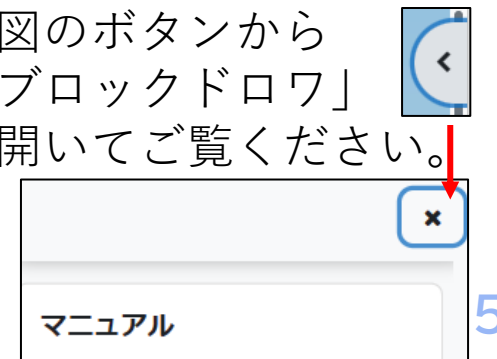 図のボタンから
ブロックドロワ」
開いてご覧ください。
マニュアル
5